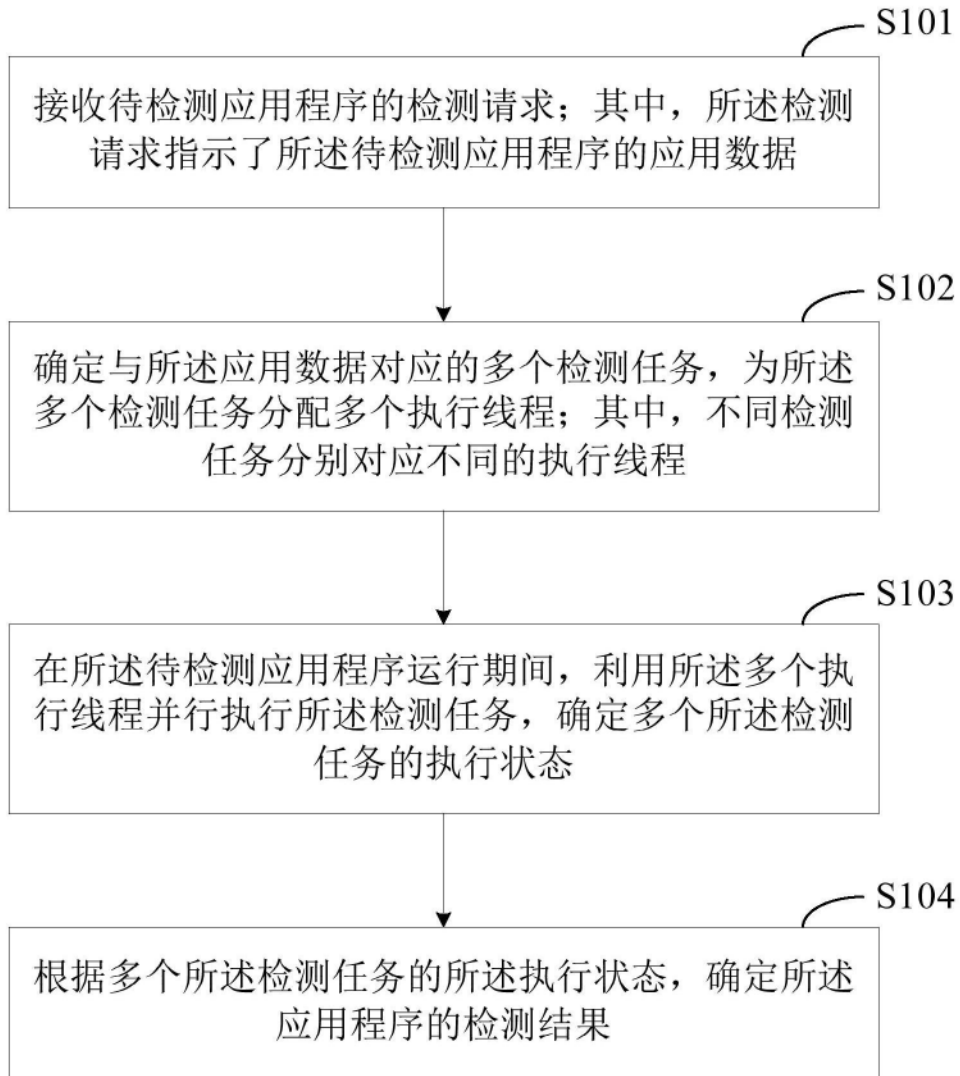 S101
接收待检测应用程序的检测请求；其中，所述检测
请求指示了所述待检测应用程序的应用数据
S102
确定与所述应用数据对应的多个检测任务，为所述
多个检测任务分配多个执行线程；其中，不同检测
任务分别对应不同的执行线程
S103
在所述待检测应用程序运行期间，利用所述多个执
行线程并行执行所述检测任务，确定多个所述检测
任务的执行状态
S104
根据多个所述检测任务的所述执行状态，确定所述
应用程序的检测结果